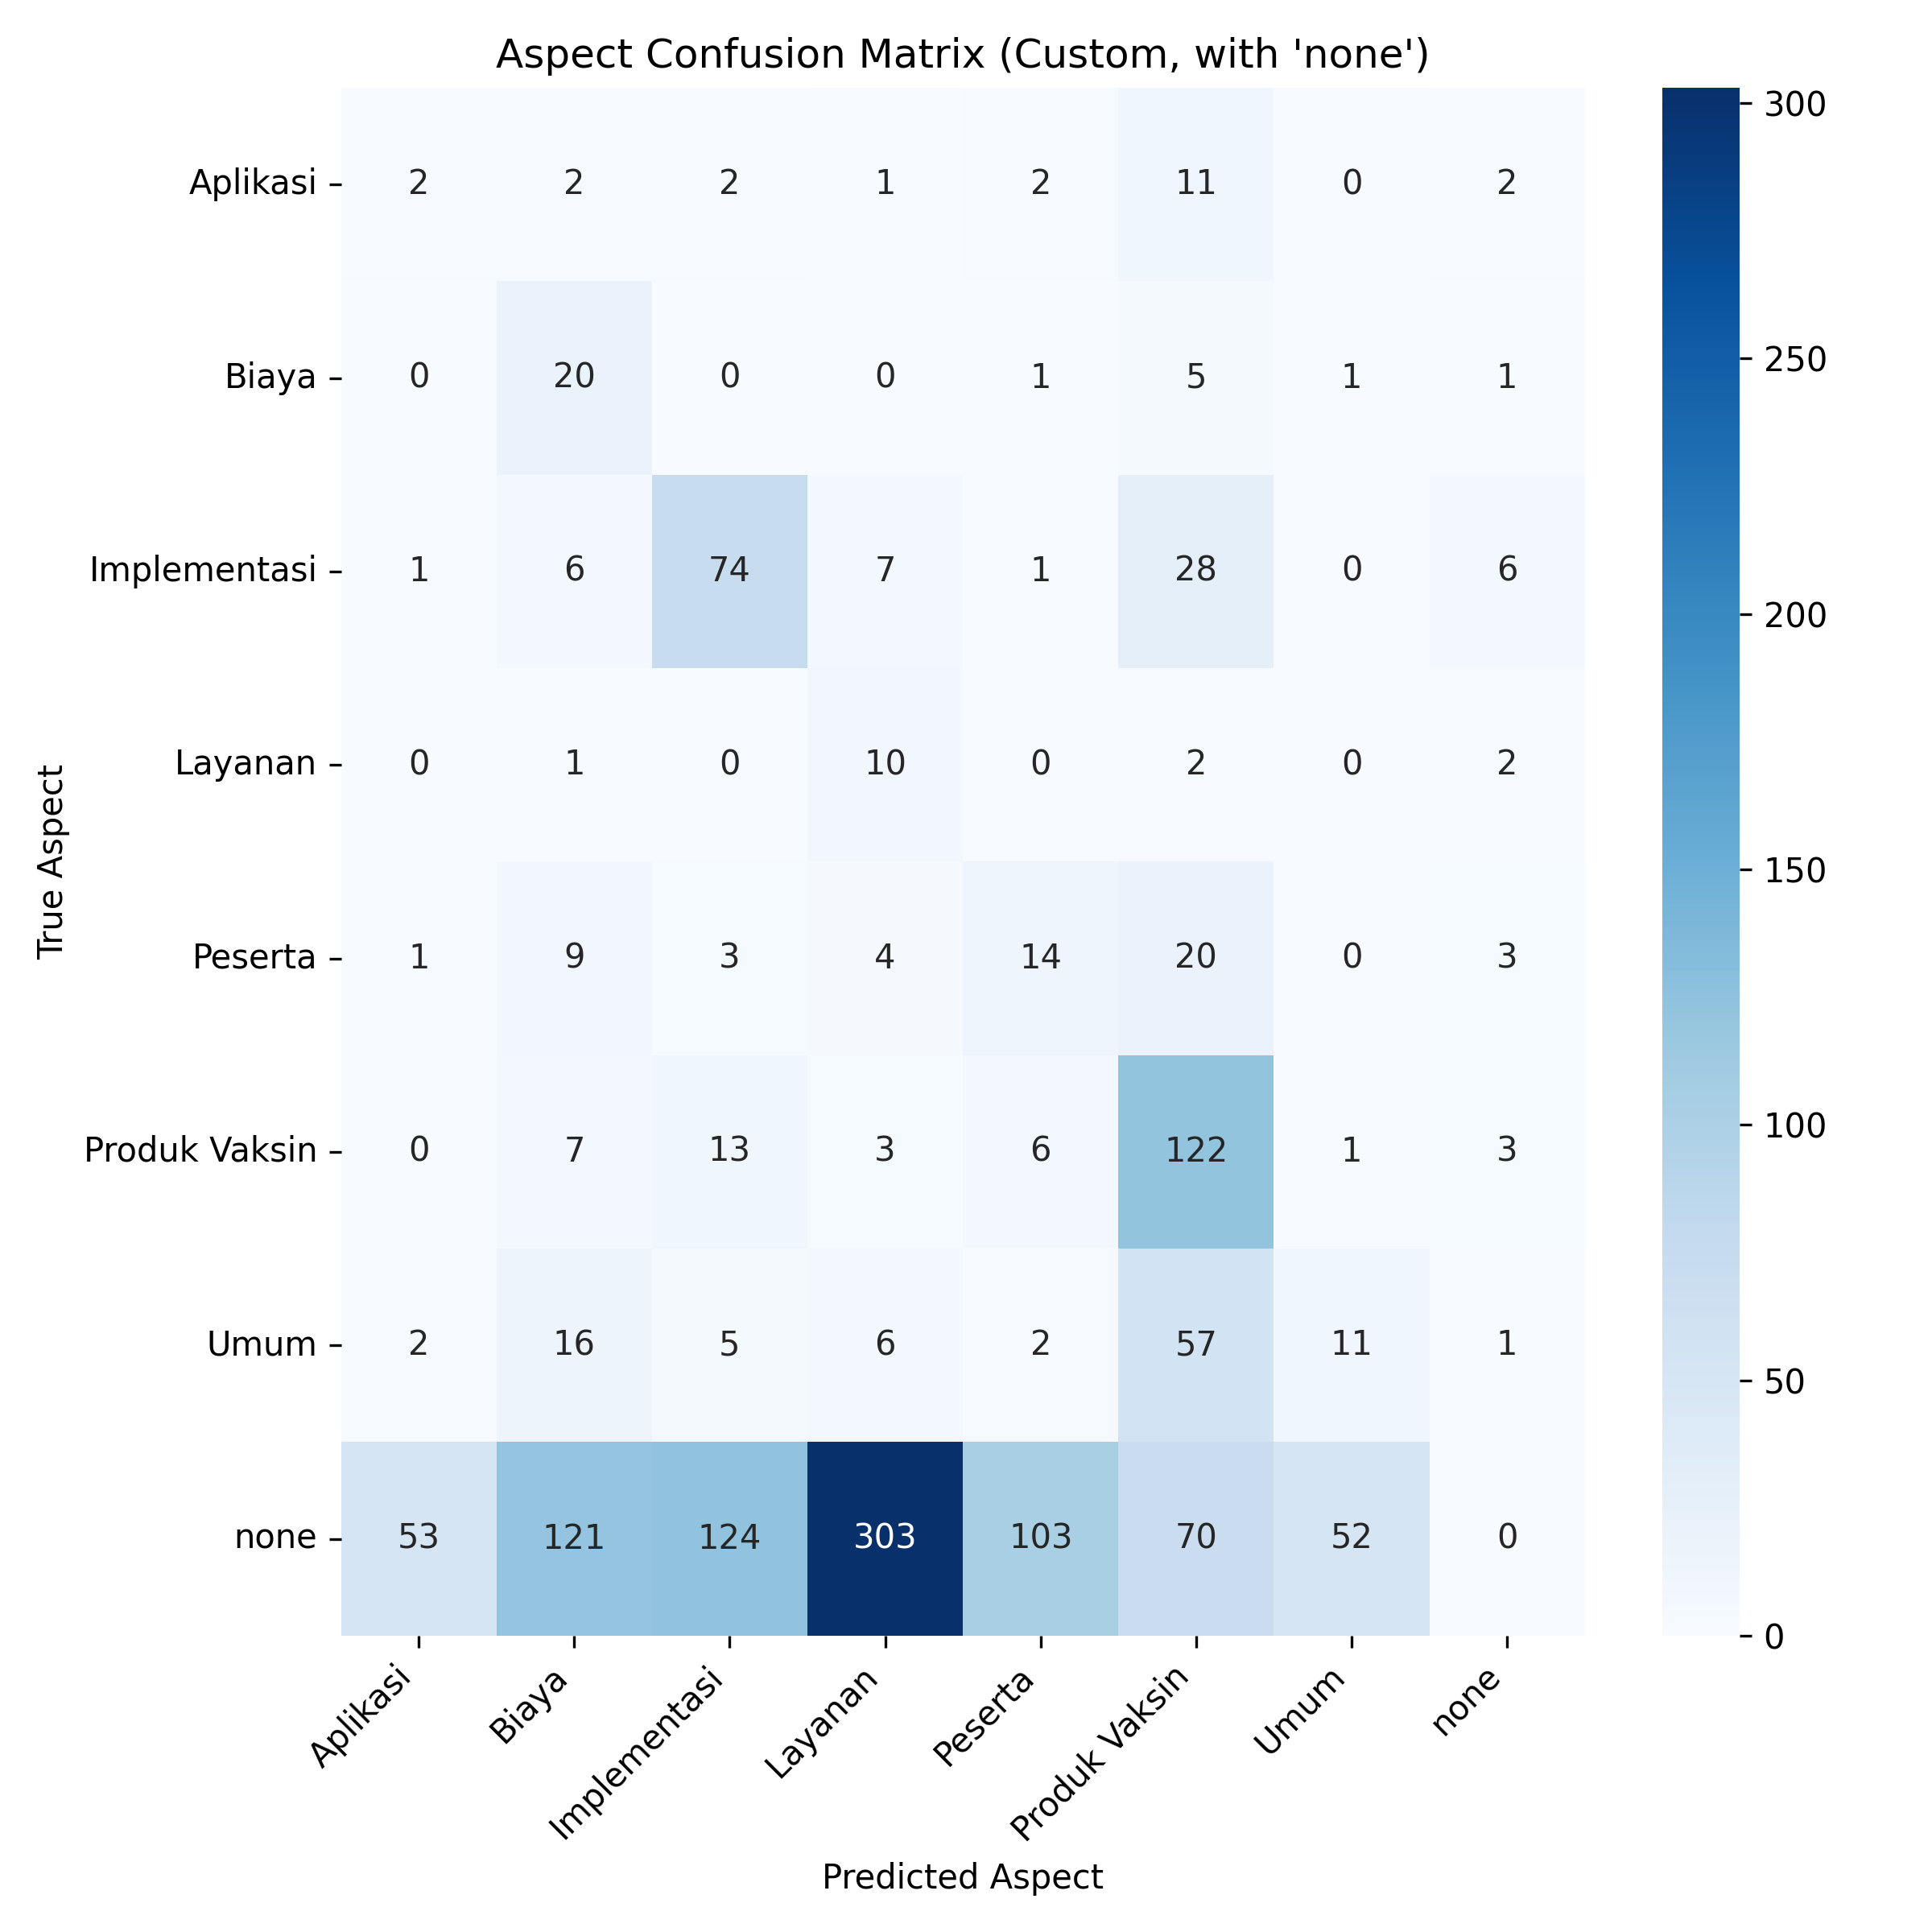 Aspect Confusion Matrix (Custom, with 'none')
True Aspect
Aplikasi 2 2 2 1 2 11 0 2
Biaya 0 20 0 0 1 5 1 1
Implementasi 1 6 74 7 1 28 0 6
Layanan 0 1 0 10 0 2 0 2
Peserta 1 9 3 4 14 20 0 3
Produk Vaksin 0 7 13 3 6 122 1 3
Umum 2 16 5 6 2 57 11 1
none 53 121 124 303 103 70 52 0
Aplikasi Biaya Implementasi Layanan Peserta Produk Vaksin Umum none
Predicted Aspect
300
250
200
150
100
50
0